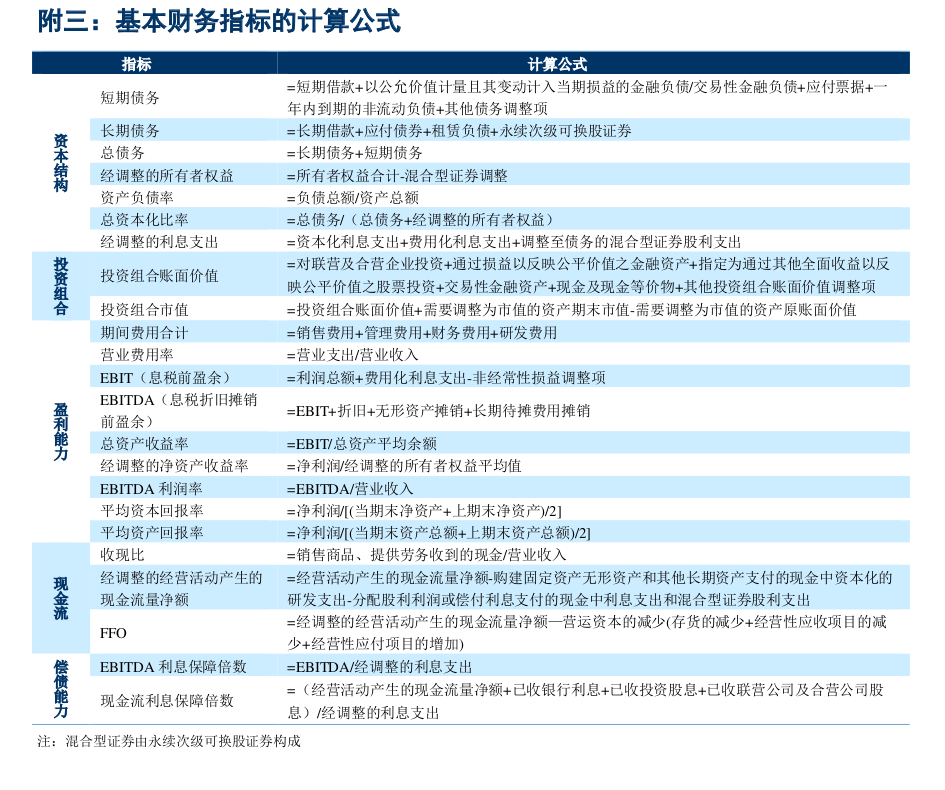 附三：基本财务指标的计算公式
指标 计算公式
资本结构
短期债务
=短期借款+以公允价值计量且其变动计入当期损益的金融负债/交易性金融负债+应付票据+一
年内到期的非流动负债+其他债务调整项
长期债务 =长期借款+应付债券+租赁负债+永续次级可换股证券
总债务 =长期债务+短期债务
经调整的所有者权益 =所有者权益合计-混合型证券调整
资产负债率 =负债总额/资产总额
总资本化比率 =总债务/（总债务+经调整的所有者权益）
经调整的利息支出 =资本化利息支出+费用化利息支出+调整至债务的混合型证券股利支出
投资组合
投资组合账面价值
=对联营及合营企业投资+通过损益以反映公平价值之金融资产+指定为通过其他全面收益以反
映公平价值之股票投资+交易性金融资产+现金及现金等价物+其他投资组合账面价值调整项
投资组合市值 =投资组合账面价值+需要调整为市值的资产期末市值-需要调整为市值的资产原账面价值
盈利能力
期间费用合计 =销售费用+管理费用+财务费用+研发费用
营业费用率 =营业支出/营业收入
EBIT（息税前盈余） =利润总额+费用化利息支出-非经常性损益调整项
EBITDA（息税折旧摊销
前盈余）
=EBIT+折旧+无形资产摊销+长期待摊费用摊销
总资产收益率 =EBIT/总资产平均余额
经调整的净资产收益率 =净利润/经调整的所有者权益平均值
EBITDA 利润率 =EBITDA/营业收入
平均资本回报率 =净利润/[(当期末净资产+上期末净资产)/2]
平均资产回报率 =净利润/[(当期末资产总额+上期末资产总额)/2]
现金流
收现比 =销售商品、提供劳务收到的现金/营业收入
经调整的经营活动产生的
现金流量净额
=经营活动产生的现金流量净额-购建固定资产无形资产和其他长期资产支付的现金中资本化的
研发支出-分配股利利润或偿付利息支付的现金中利息支出和混合型证券股利支出
FFO
=经调整的经营活动产生的现金流量净额—营运资本的减少(存货的减少+经营性应收项目的减
少+经营性应付项目的增加)
偿债能力
EBITDA 利息保障倍数 =EBITDA/经调整的利息支出
现金流利息保障倍数
=（经营活动产生的现金流量净额+已收银行利息+已收投资股息+已收联营公司及合营公司股
息）/经调整的利息支出
注：混合型证券由永续次级可换股证券构成